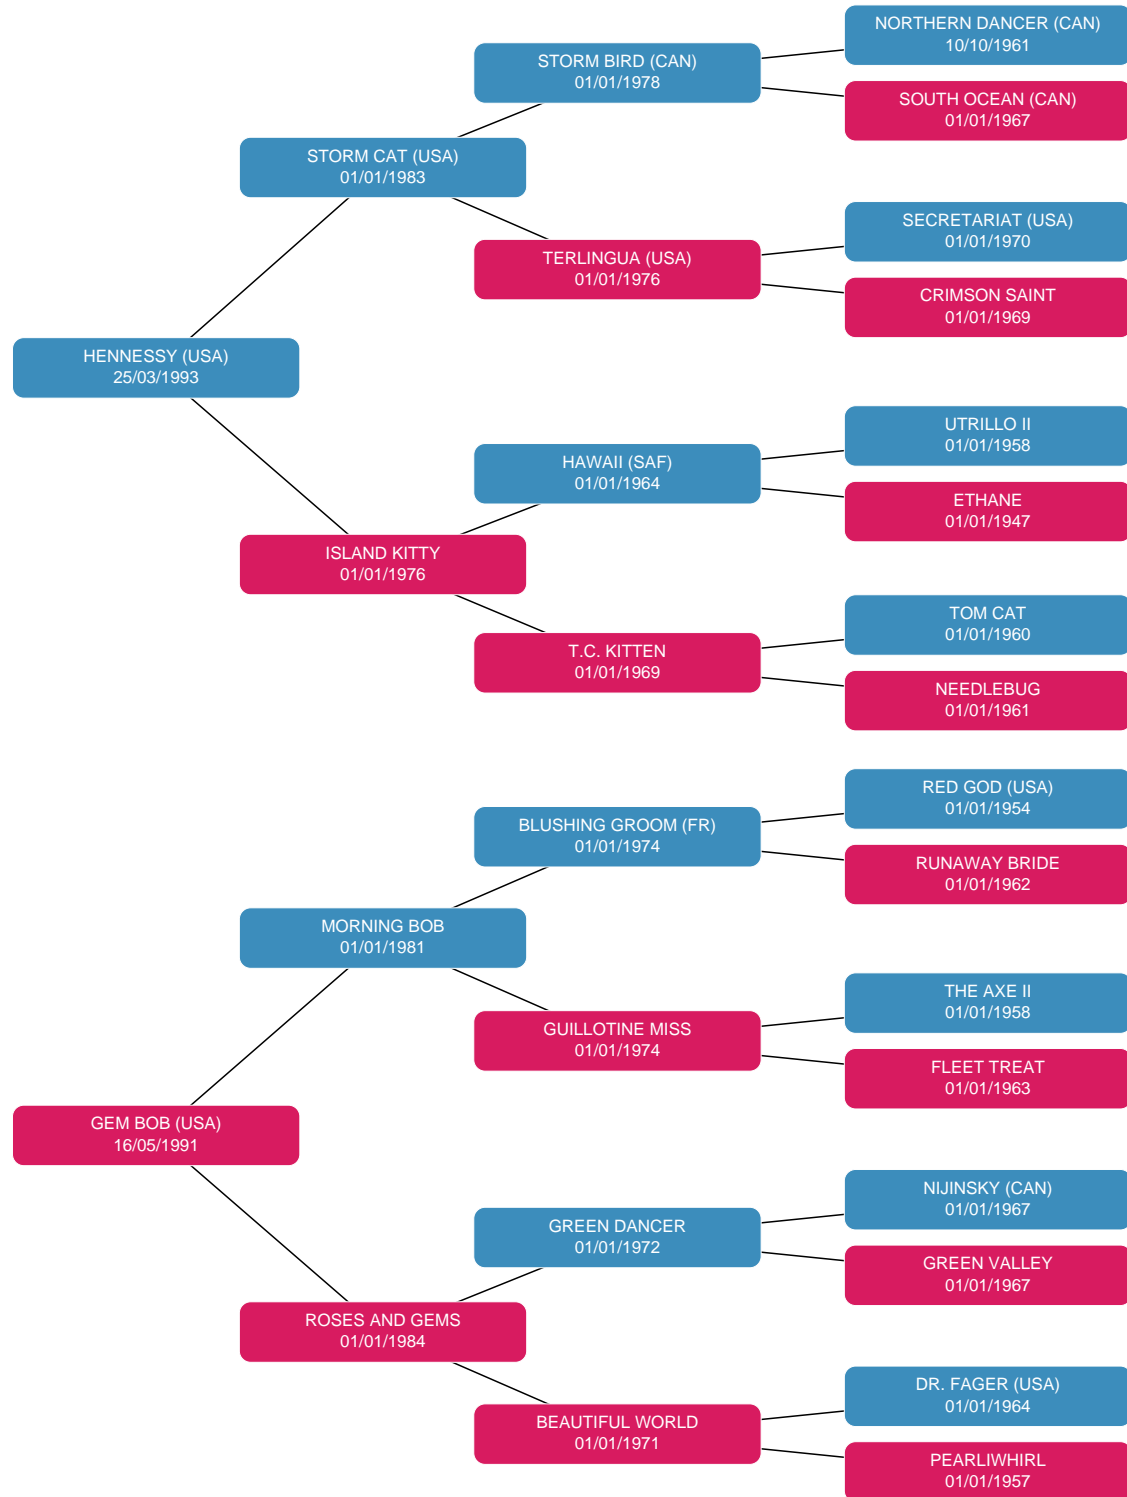 NORTHERN DANCER (CAN)
10/10/1961
STORM BIRD (CAN)
01/01/1978
SOUTH OCEAN (CAN)
01/01/1967
STORM CAT (USA)
01/01/1983
SECRETARIAT (USA)
01/01/1970
TERLINGUA (USA)
01/01/1976
CRIMSON SAINT
01/01/1969
HENNESSY (USA)
25/03/1993
UTRILLO II
01/01/1958
HAWAII (SAF)
01/01/1964
ETHANE
01/01/1947
ISLAND KITTY
01/01/1976
TOM CAT
01/01/1960
T.C. KITTEN
01/01/1969
NEEDLEBUG
01/01/1961
RED GOD (USA)
01/01/1954
BLUSHING GROOM (FR)
01/01/1974
RUNAWAY BRIDE
01/01/1962
MORNING BOB
01/01/1981
THE AXE II
01/01/1958
GUILLOTINE MISS
01/01/1974
FLEET TREAT
01/01/1963
GEM BOB (USA)
16/05/1991
NIJINSKY (CAN)
01/01/1967
GREEN DANCER
01/01/1972
GREEN VALLEY
01/01/1967
ROSES AND GEMS
01/01/1984
DR. FAGER (USA)
01/01/1964
BEAUTIFUL WORLD
01/01/1971
PEARLIWHIRL
01/01/1957